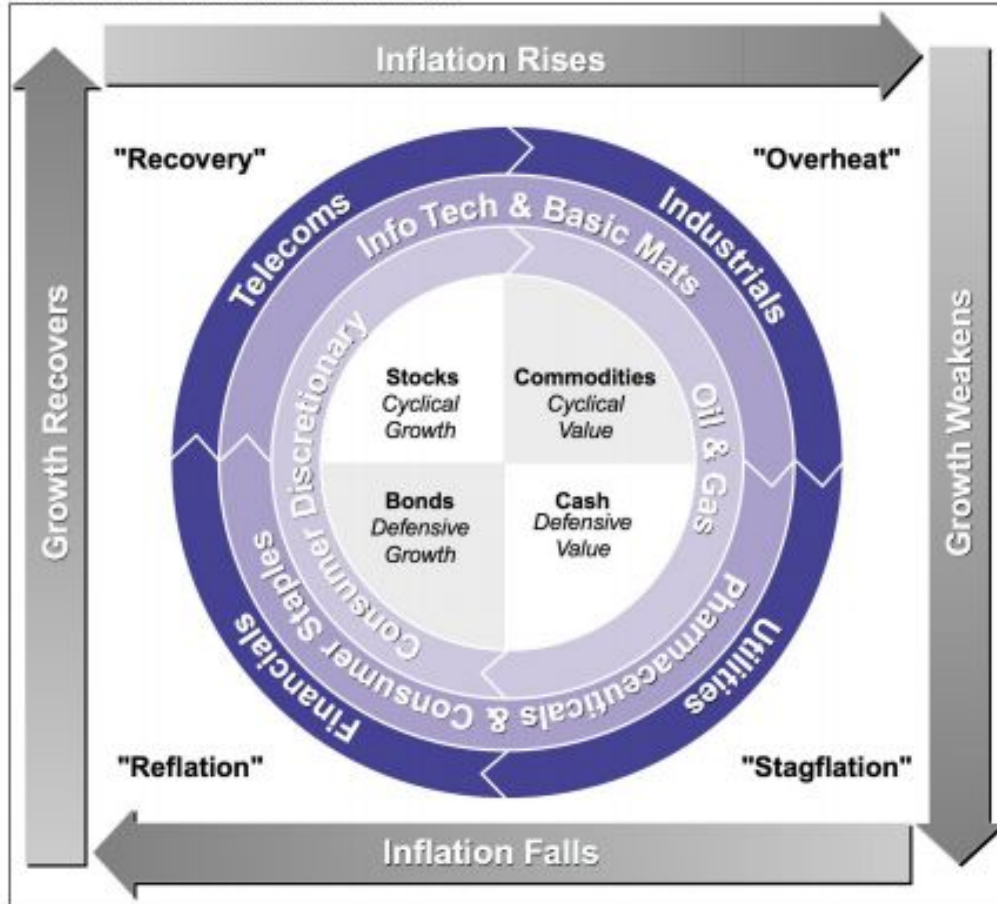 Inflation Rises
"Recovery"
"Overheat"
Telecoms
Info Tech & Basic Mats
Industrials
Growth Recovers
Growth Weakens
Consumer Discretionary
Oil & Gas
Stocks
Cyclical
Growth
Commodities
Cyclical
Value
Bonds
Defensive
Growth
Cash
Defensive
Value
Financials
Pharmaceuticals & Consumer Staples
Utilities
"Reflation"
"Stagflation"
Inflation Falls